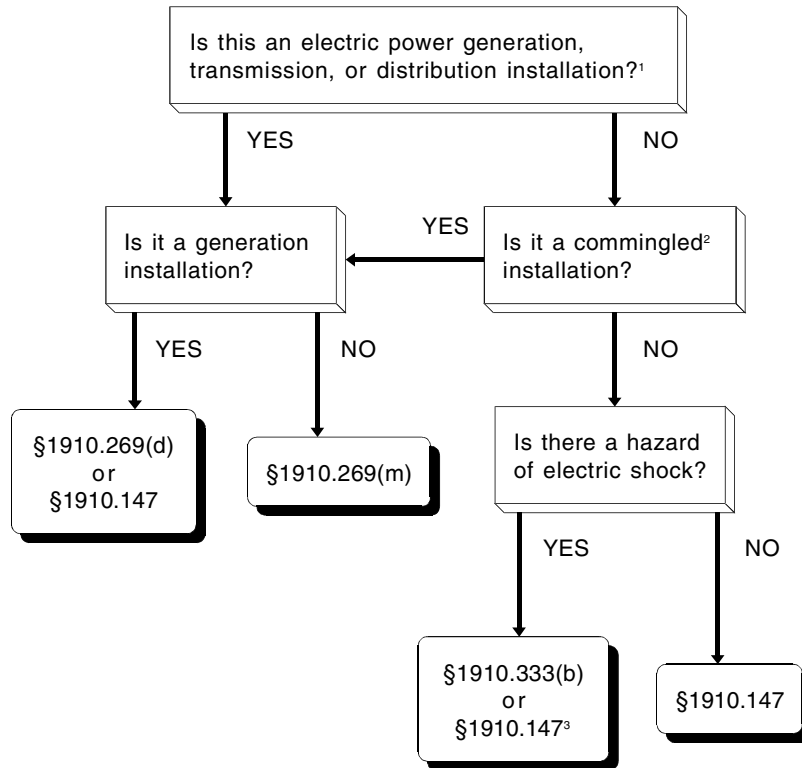 Is this an electric power generation,
transmission, or distribution installation?¹
YES
NO
Is it a generation
installation?
YES
Is it a commingled²
installation?
YES
NO
NO
§1910.269(d)
or
§1910.147
§1910.269(m)
Is there a hazard
of electric shock?
YES
NO
§1910.333(b)
or
§1910.147³
§1910.147